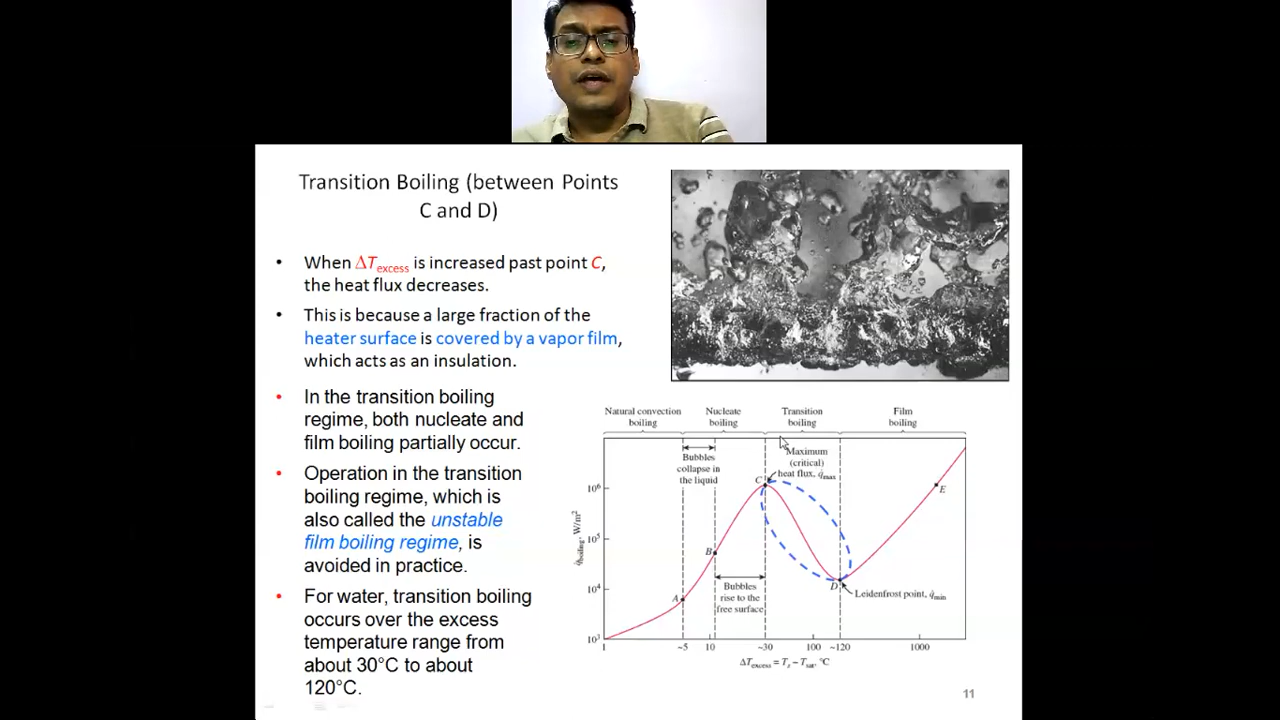 Transition Boiling (between Points
C and D)
• When ΔTexcess is increased past point C,
the heat flux decreases.
• This is because a large fraction of the
heater surface is covered by a vapor film,
which acts as an insulation.
• In the transition boiling
regime, both nucleate and
film boiling partially occur.
• Operation in the transition
boiling regime, which is
also called the unstable
film boiling regime, is
avoided in practice.
• For water, transition boiling
occurs over the excess
temperature range from
about 30°C to about
120°C.
Natural convection
boiling
Nucleate
boiling
Transition
boiling
Film
boiling
Bubbles
collapse in
the liquid
Maximum
(critical)
heat flux, q̇max
C
E
B
A
D
Bubbles
rise to the
free surface
Leidenfrost point, q̇min
q̇boiling, W/m²
10⁶
10⁵
10⁴
10³
1
~5
10
~30
100
~120
1000
ΔTexcess = Ts − Tsat, °C
11